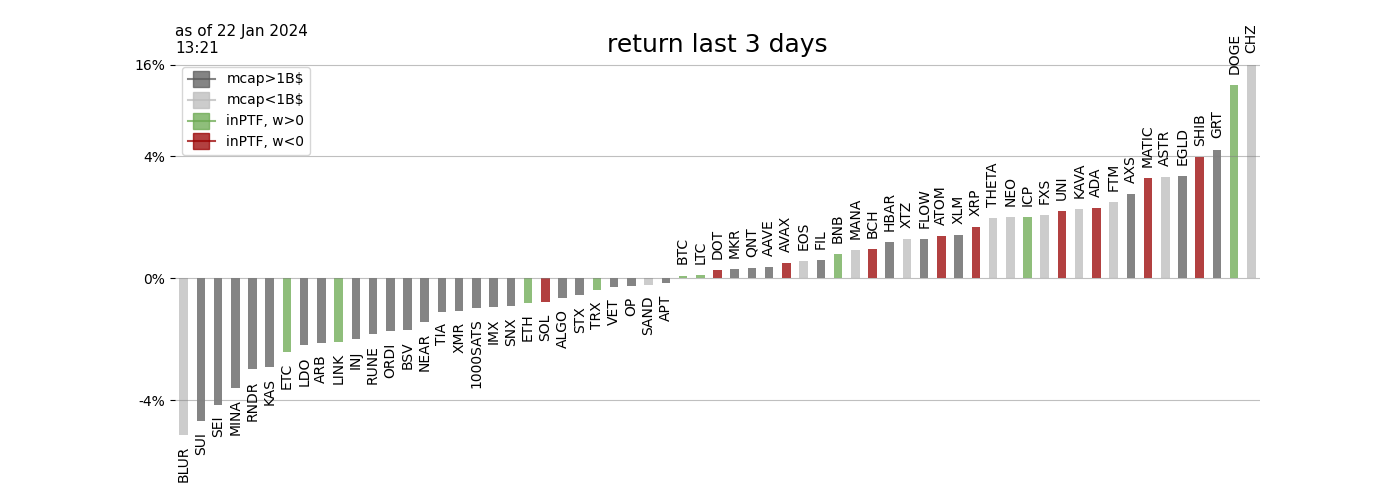 as of 22 Jan 2024
13:21
return last 3 days
16%
4%
0%
-4%
mcap>1B$
mcap<1B$
inPTF, w>0
inPTF, w<0
BLUR
SUI
SEI
MINA
RNDR
KAS
ETC
LDO
ARB
LINK
INJ
RUNE
ORDI
BSV
NEAR
TIA
XMR
1000SATS
IMX
SNX
ETH
SOL
ALGO
STX
TRX
VET
OP
SAND
APT
BTC
LTC
DOT
MKR
QNT
AAVE
AVAX
EOS
FIL
BNB
MANA
BCH
HBAR
XTZ
FLOW
ATOM
XLM
XRP
THETA
NEO
ICP
FXS
UNI
KAVA
ADA
FTM
AXS
MATIC
ASTR
EGLD
SHIB
GRT
DOGE
CHZ